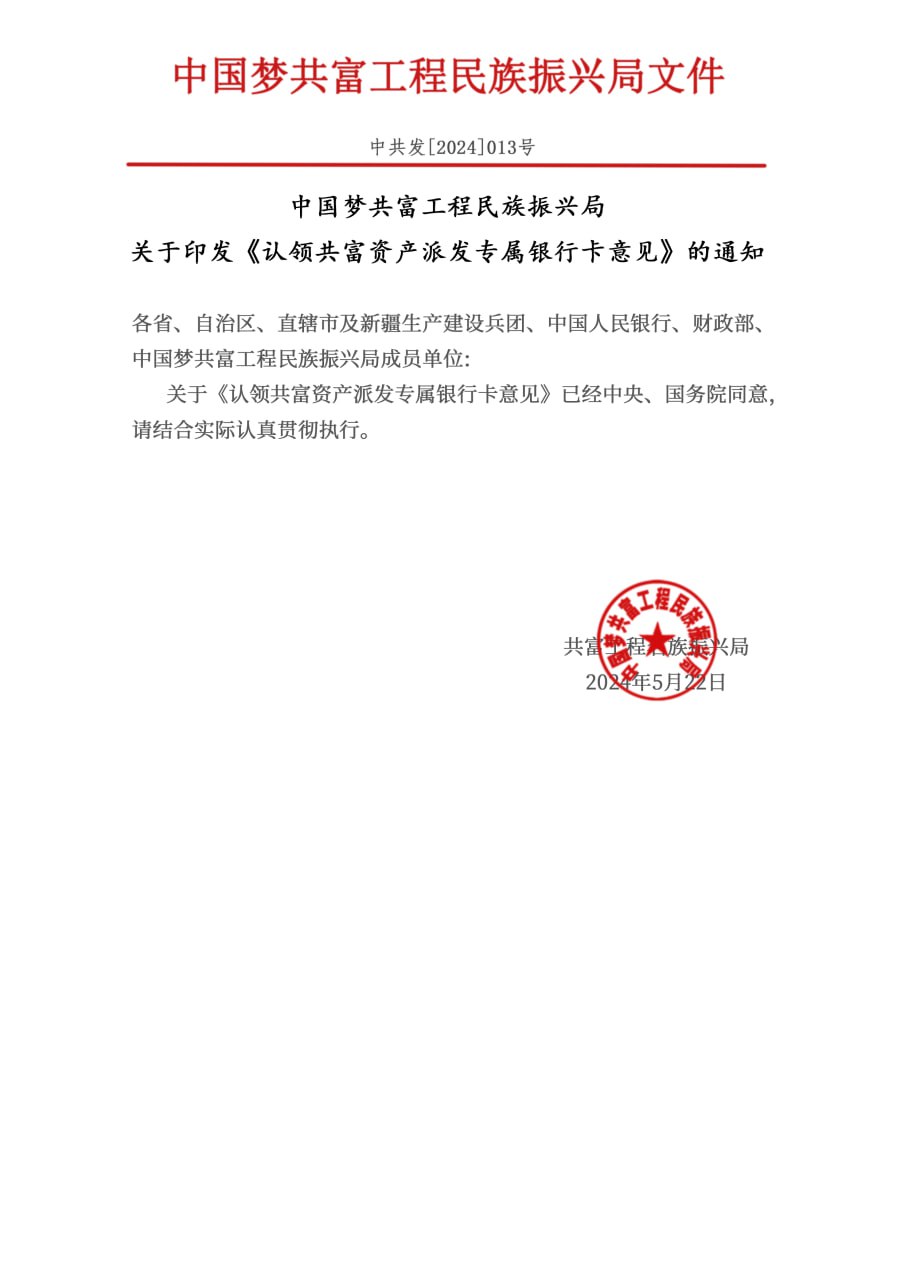 中国梦共富工程民族振兴局文件
中共发[2024]013号
中国梦共富工程民族振兴局
关于印发《认领共富资产派发专属银行卡意见》的通知
各省、自治区、直辖市及新疆生产建设兵团、中国人民银行、财政部、
中国梦共富工程民族振兴局成员单位:
关于《认领共富资产派发专属银行卡意见》已经中央、国务院同意,
请结合实际认真贯彻执行。
中国梦共富工程民族振兴局
共富工程名族振兴局
2024年5月22日